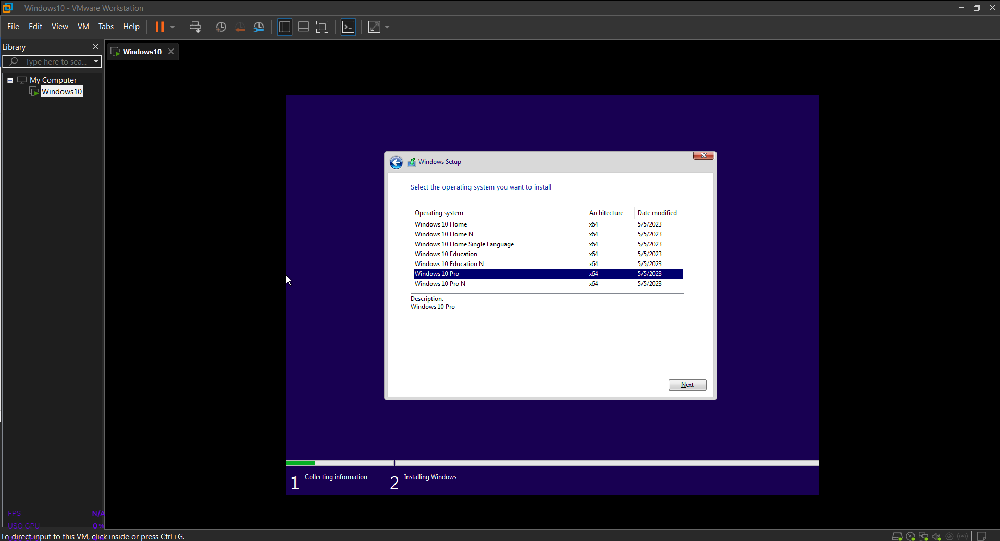 Windows10 - VMware Workstation
File Edit View VM Tabs Help
Library X
Windows10
Type here to sea...
My Computer
Windows10
Windows Setup
Select the operating system you want to install
Operating system Architecture Date modified
Windows 10 Home x64 5/5/2023
Windows 10 Home N x64 5/5/2023
Windows 10 Home Single Language x64 5/5/2023
Windows 10 Education x64 5/5/2023
Windows 10 Education N x64 5/5/2023
Windows 10 Pro x64 5/5/2023
Windows 10 Pro N x64 5/5/2023
Description:
Windows 10 Pro
Next
1 Collecting information 2 Installing Windows
FPS N/A
USO GPU 0 %
To direct input to this VM, click inside or press Ctrl+G.